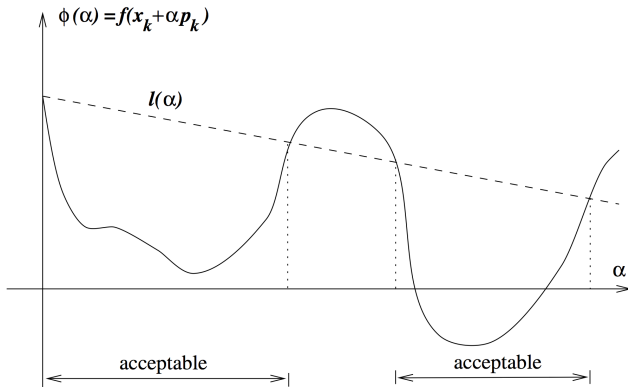 ϕ(α) = f(x_k + αp_k)
l(α)
α
acceptable
acceptable